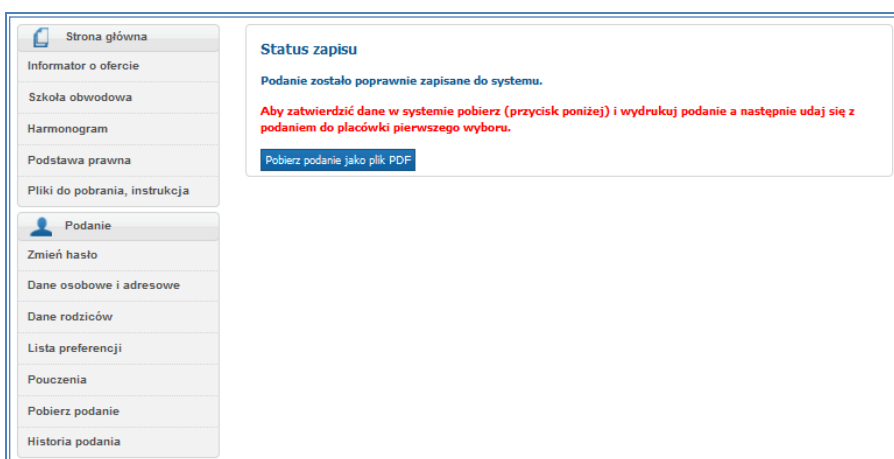 Strona główna
Informator o ofercie
Szkoła obwodowa
Harmonogram
Podstawa prawna
Pliki do pobrania, instrukcja
Podanie
Zmień hasło
Dane osobowe i adresowe
Dane rodziców
Lista preferencji
Pouczenia
Pobierz podanie
Historia podania
Status zapisu
Podanie zostało poprawnie zapisane do systemu.
Aby zatwierdzić dane w systemie pobierz (przycisk poniżej) i wydrukuj podanie a następnie udaj się z
podaniem do placówki pierwszego wyboru.
Pobierz podanie jako plik PDF